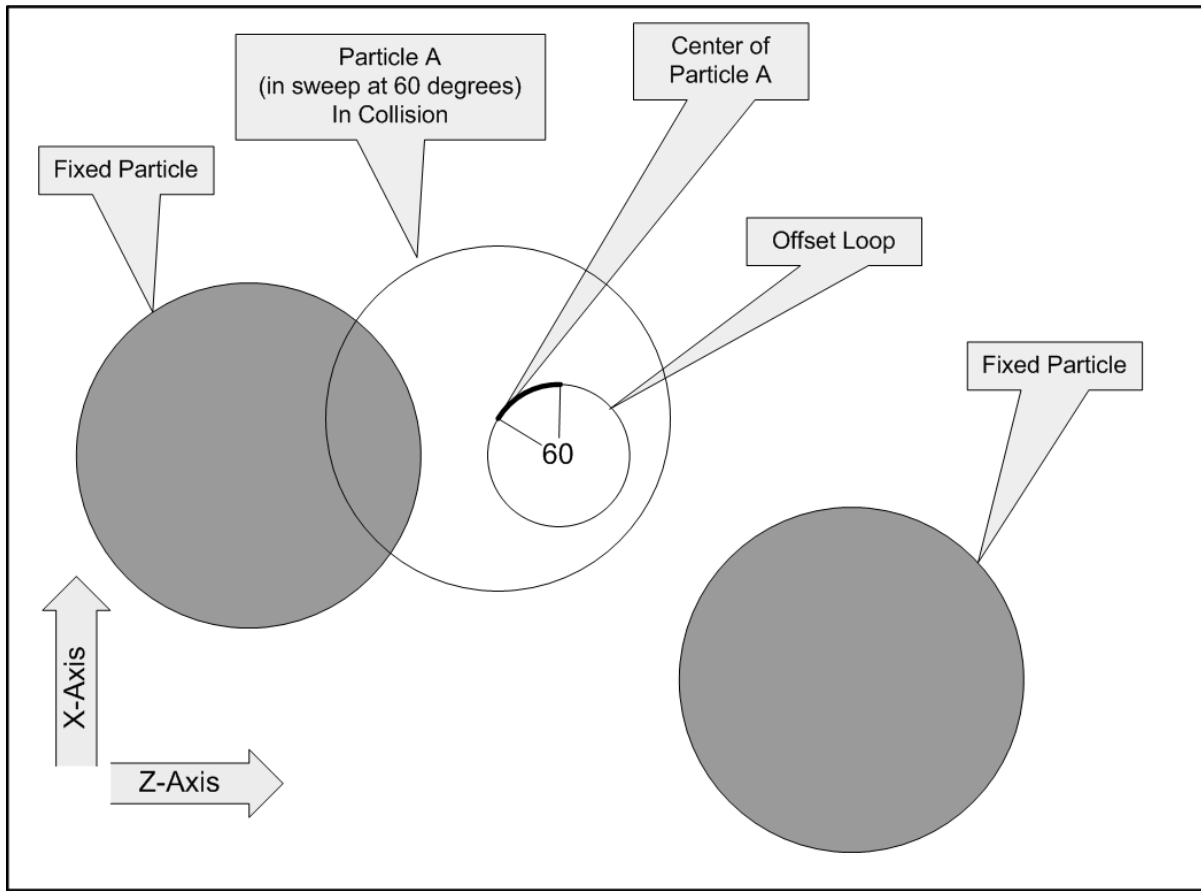 Particle A
(in sweep at 60 degrees)
In Collision
Center of
Particle A
Fixed Particle
Offset Loop
Fixed Particle
60
X-Axis
Z-Axis